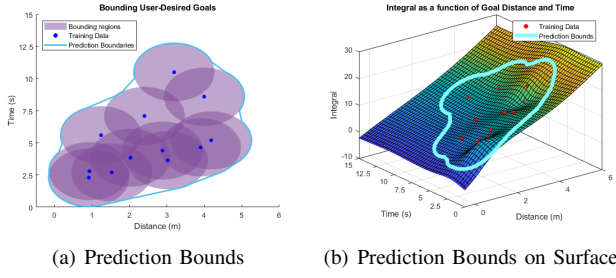 Bounding User-Desired Goals
Bounding regions
Training Data
Prediction Boundaries
15
12.5
10
7.5
5
2.5
0
Time (s)
0 1 2 3 4 5 6
Distance (m)
(a) Prediction Bounds
Integral as a function of Goal Distance and Time
Training Data
Prediction Bounds
30
20
10
0
-10
Integral
15
12.5
10
7.5
5
2.5
0
Time (s)
0
2
4
6
Distance (m)
(b) Prediction Bounds on Surface